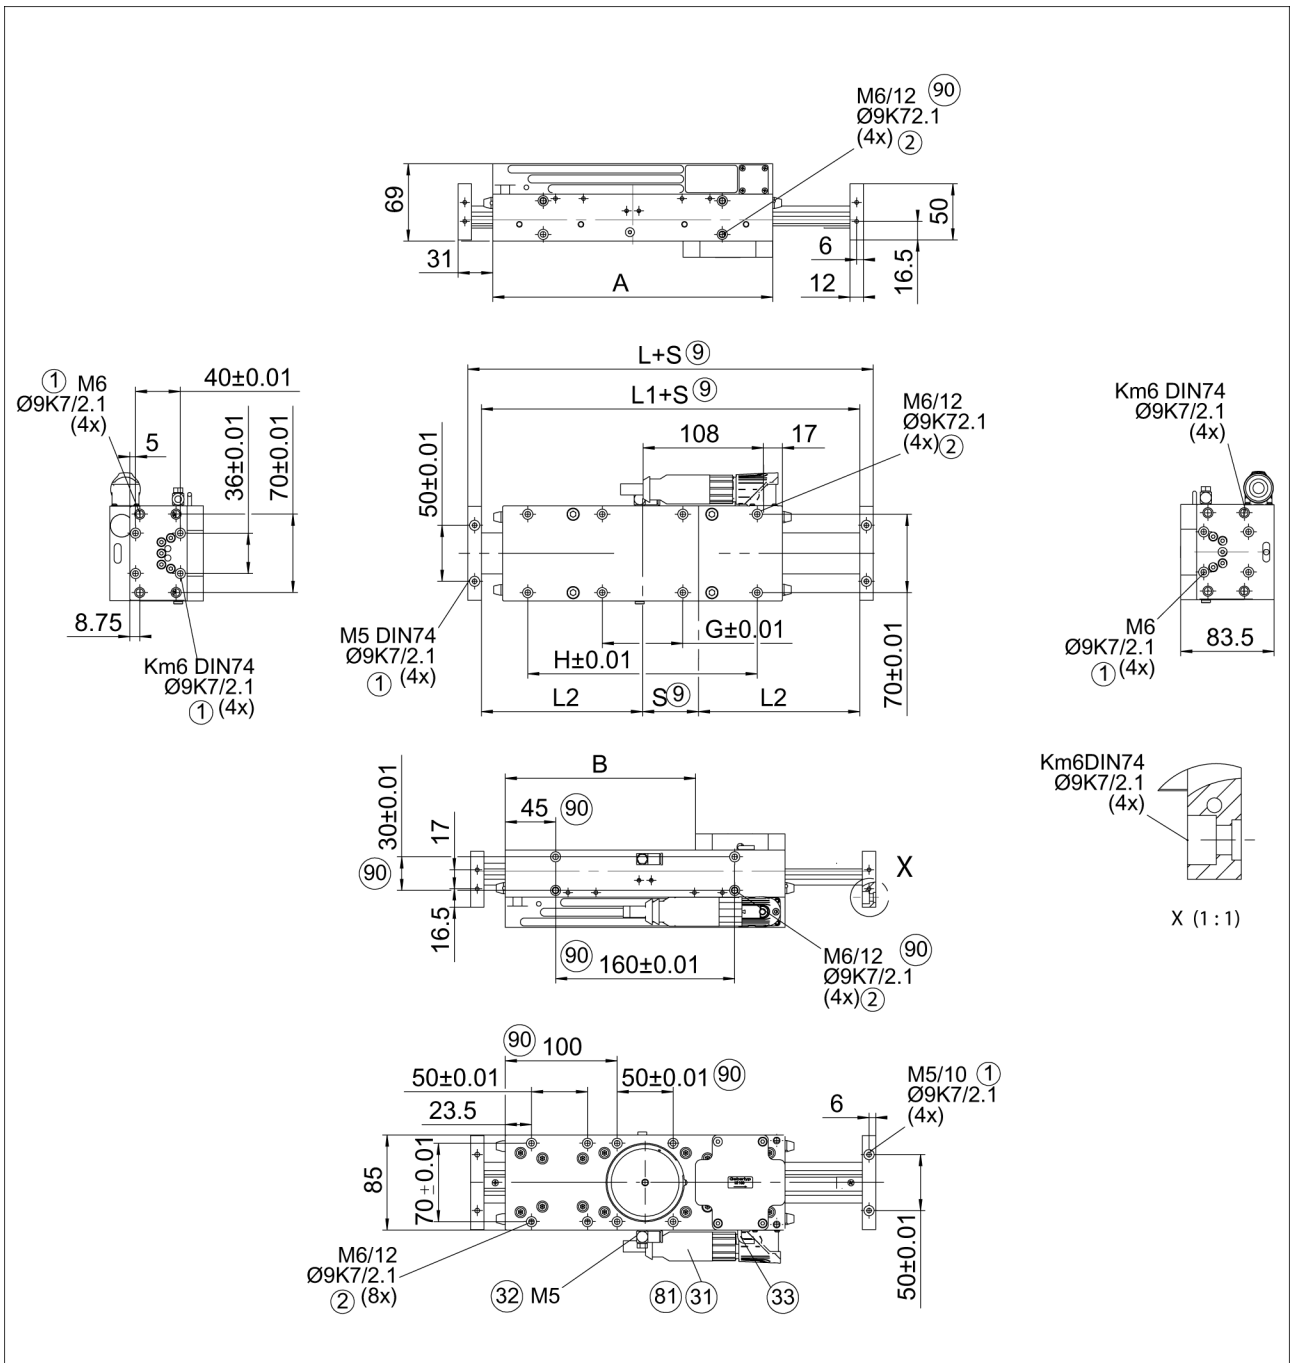 M6/12 90
Ø9K72.1
(4x) 2
69
31
A
50
6
12
16.5
L+S 9
L1+S 9
1 M6
Ø9K7/2.1
(4x)
40±0.01
5
36±0.01
70±0.01
8.75
Km6 DIN74
Ø9K7/2.1
1 (4x)
108
17
M6/12
Ø9K72.1
(4x) 2
50±0.01
M5 DIN74
Ø9K7/2.1
1 (4x)
G±0.01
H±0.01
70±0.01
L2
S 9
L2
Km6 DIN74
Ø9K7/2.1
(4x)
M6
Ø9K7/2.1
1 (4x)
83.5
B
45 90
30±0.01
17
90
16.5
X
90 160±0.01
M6/12 90
Ø9K7/2.1
(4x) 2
Km6DIN74
Ø9K7/2.1
(4x)
X (1:1)
90 100
50±0.01
50±0.01 90
23.5
85
70±0.01
M6/12
Ø9K7/2.1
2 (8x)
32 M5
81 31
33
6
M5/10 1
Ø9K7/2.1
(4x)
50±0.01